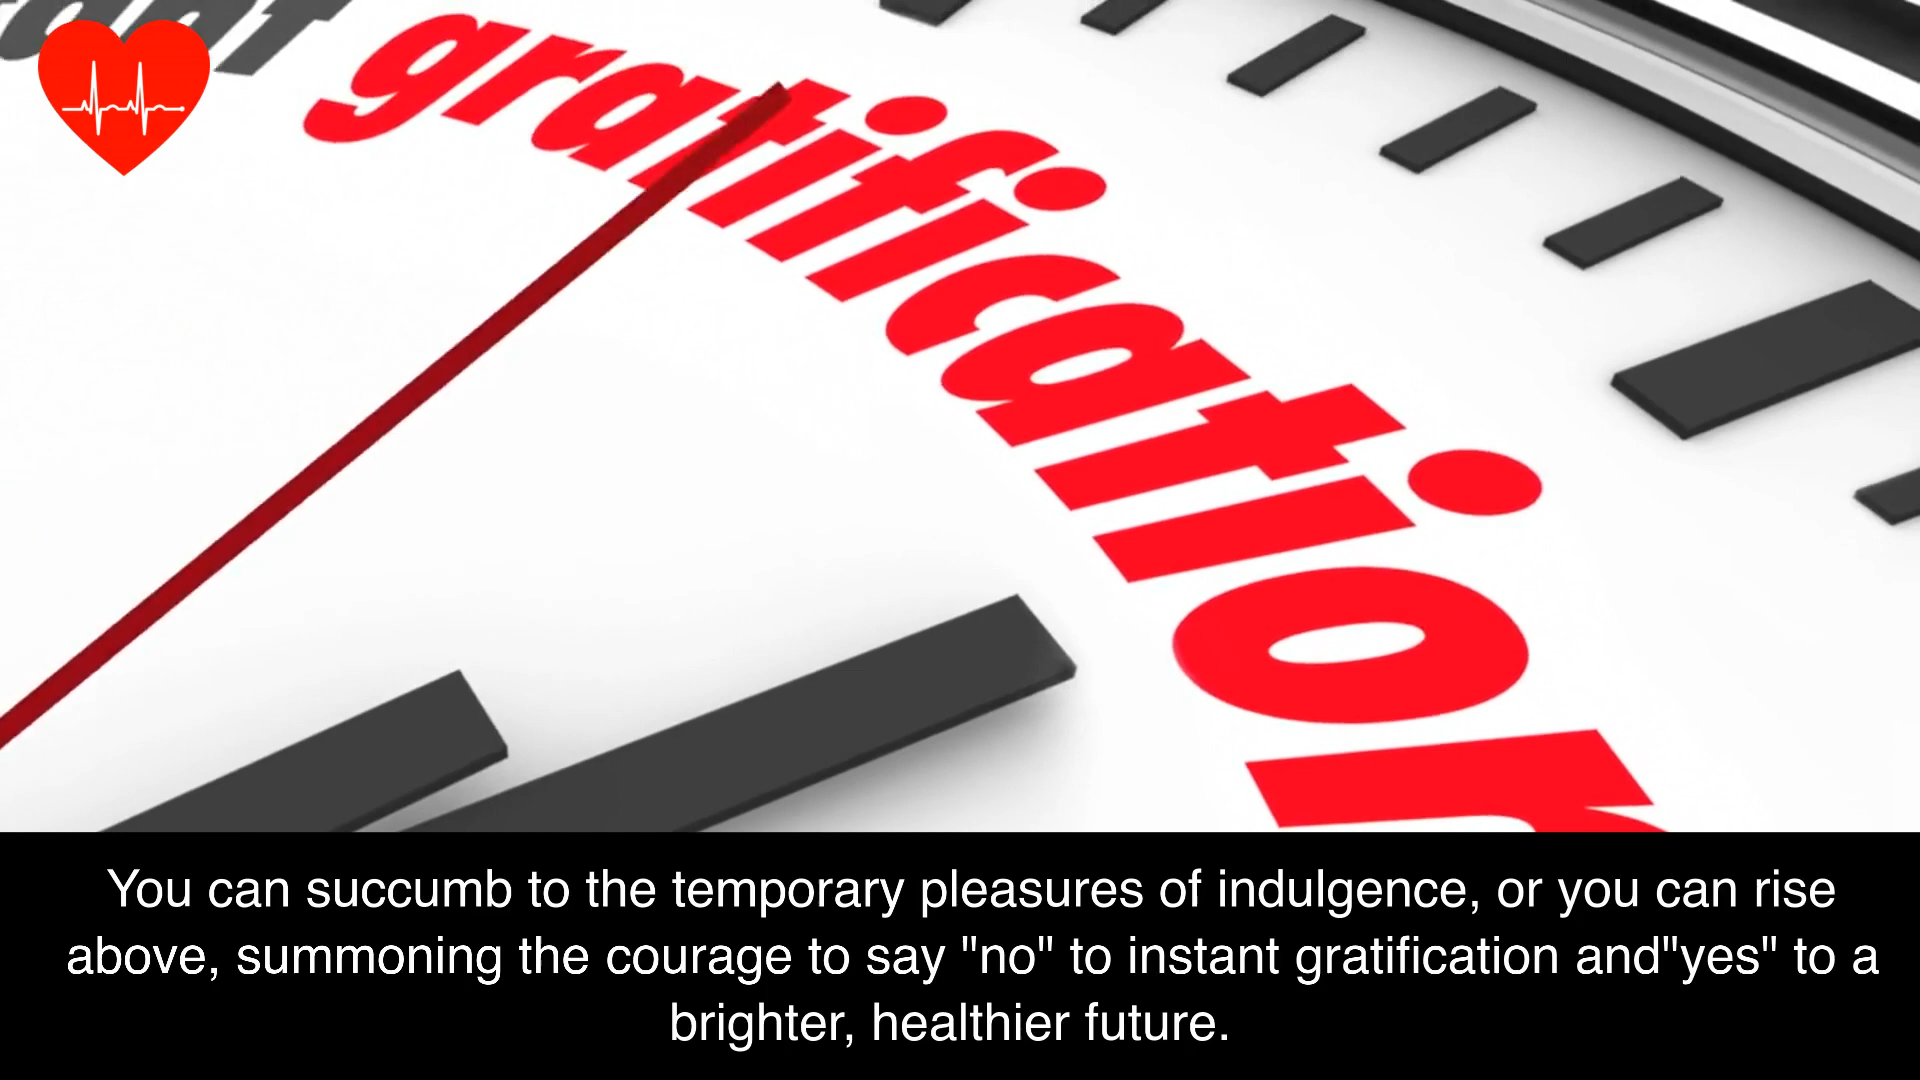 gratification
You can succumb to the temporary pleasures of indulgence, or you can rise
above, summoning the courage to say "no" to instant gratification and"yes" to a
brighter, healthier future.